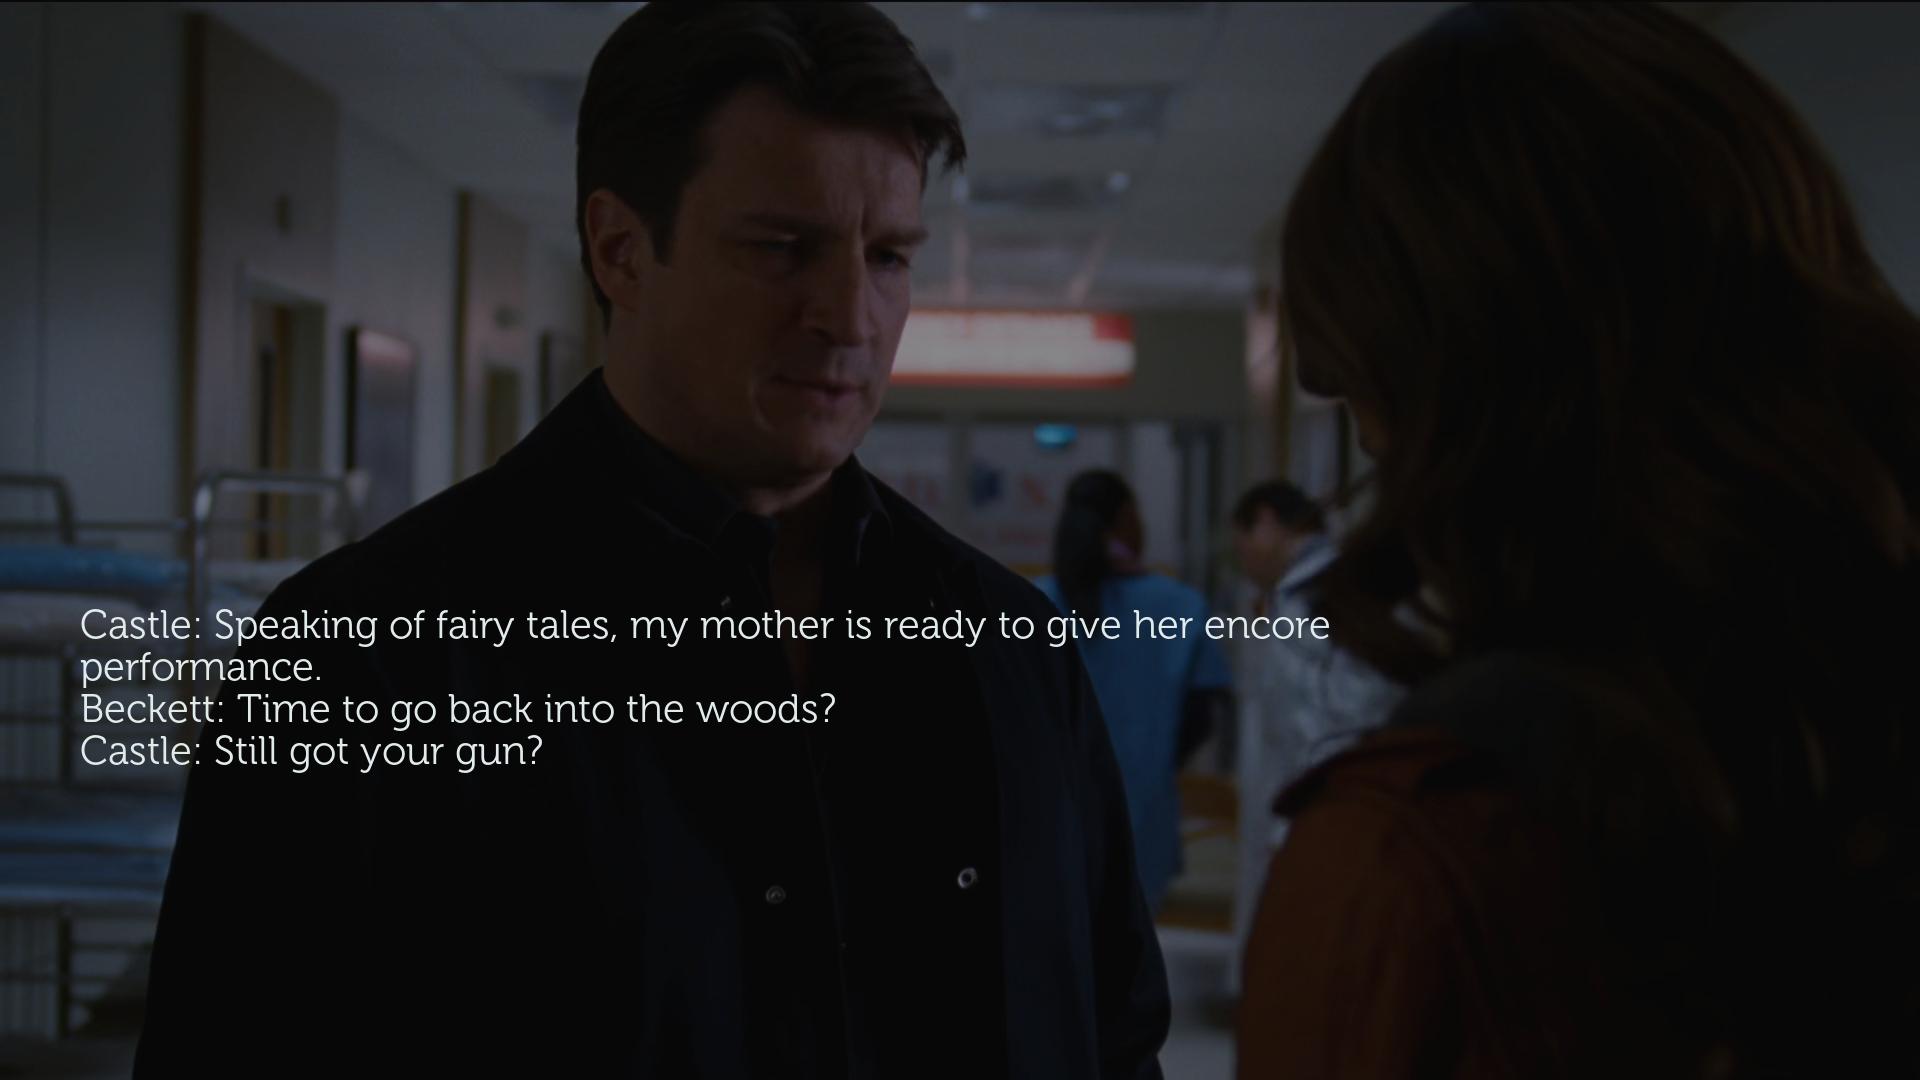 Castle: Speaking of fairy tales, my mother is ready to give her encore
performance.
Beckett: Time to go back into the woods?
Castle: Still got your gun?